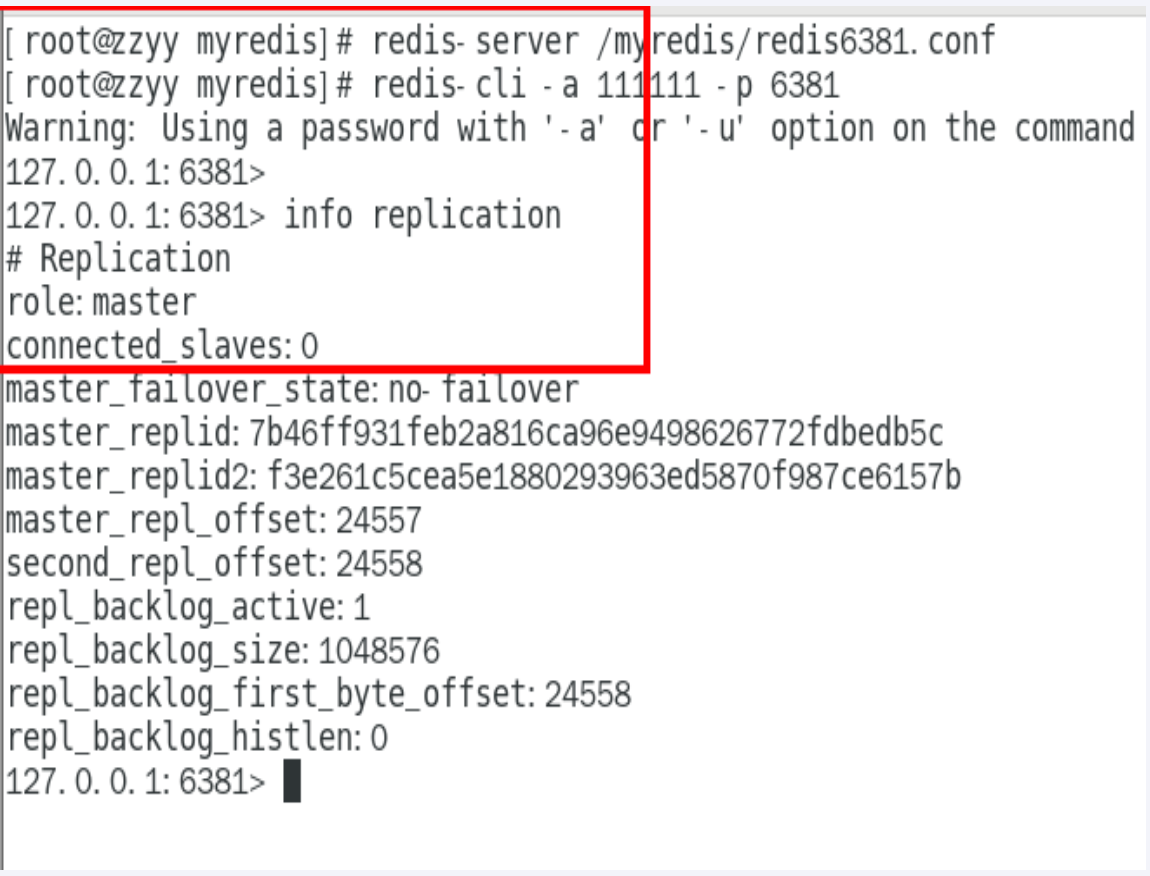 [root@zzyy myredis]# redis-server /myredis/redis6381.conf
[root@zzyy myredis]# redis-cli -a 111111 -p 6381
Warning: Using a password with '-a' or '-u' option on the command
127.0.0.1:6381>
127.0.0.1:6381> info replication
# Replication
role:master
connected_slaves:0
master_failover_state:no-failover
master_replid:7b46ff931feb2a816ca96e9498626772fdbedb5c
master_replid2:f3e261c5cea5e1880293963ed5870f987ce6157b
master_repl_offset:24557
second_repl_offset:24558
repl_backlog_active:1
repl_backlog_size:1048576
repl_backlog_first_byte_offset:24558
repl_backlog_histlen:0
127.0.0.1:6381>